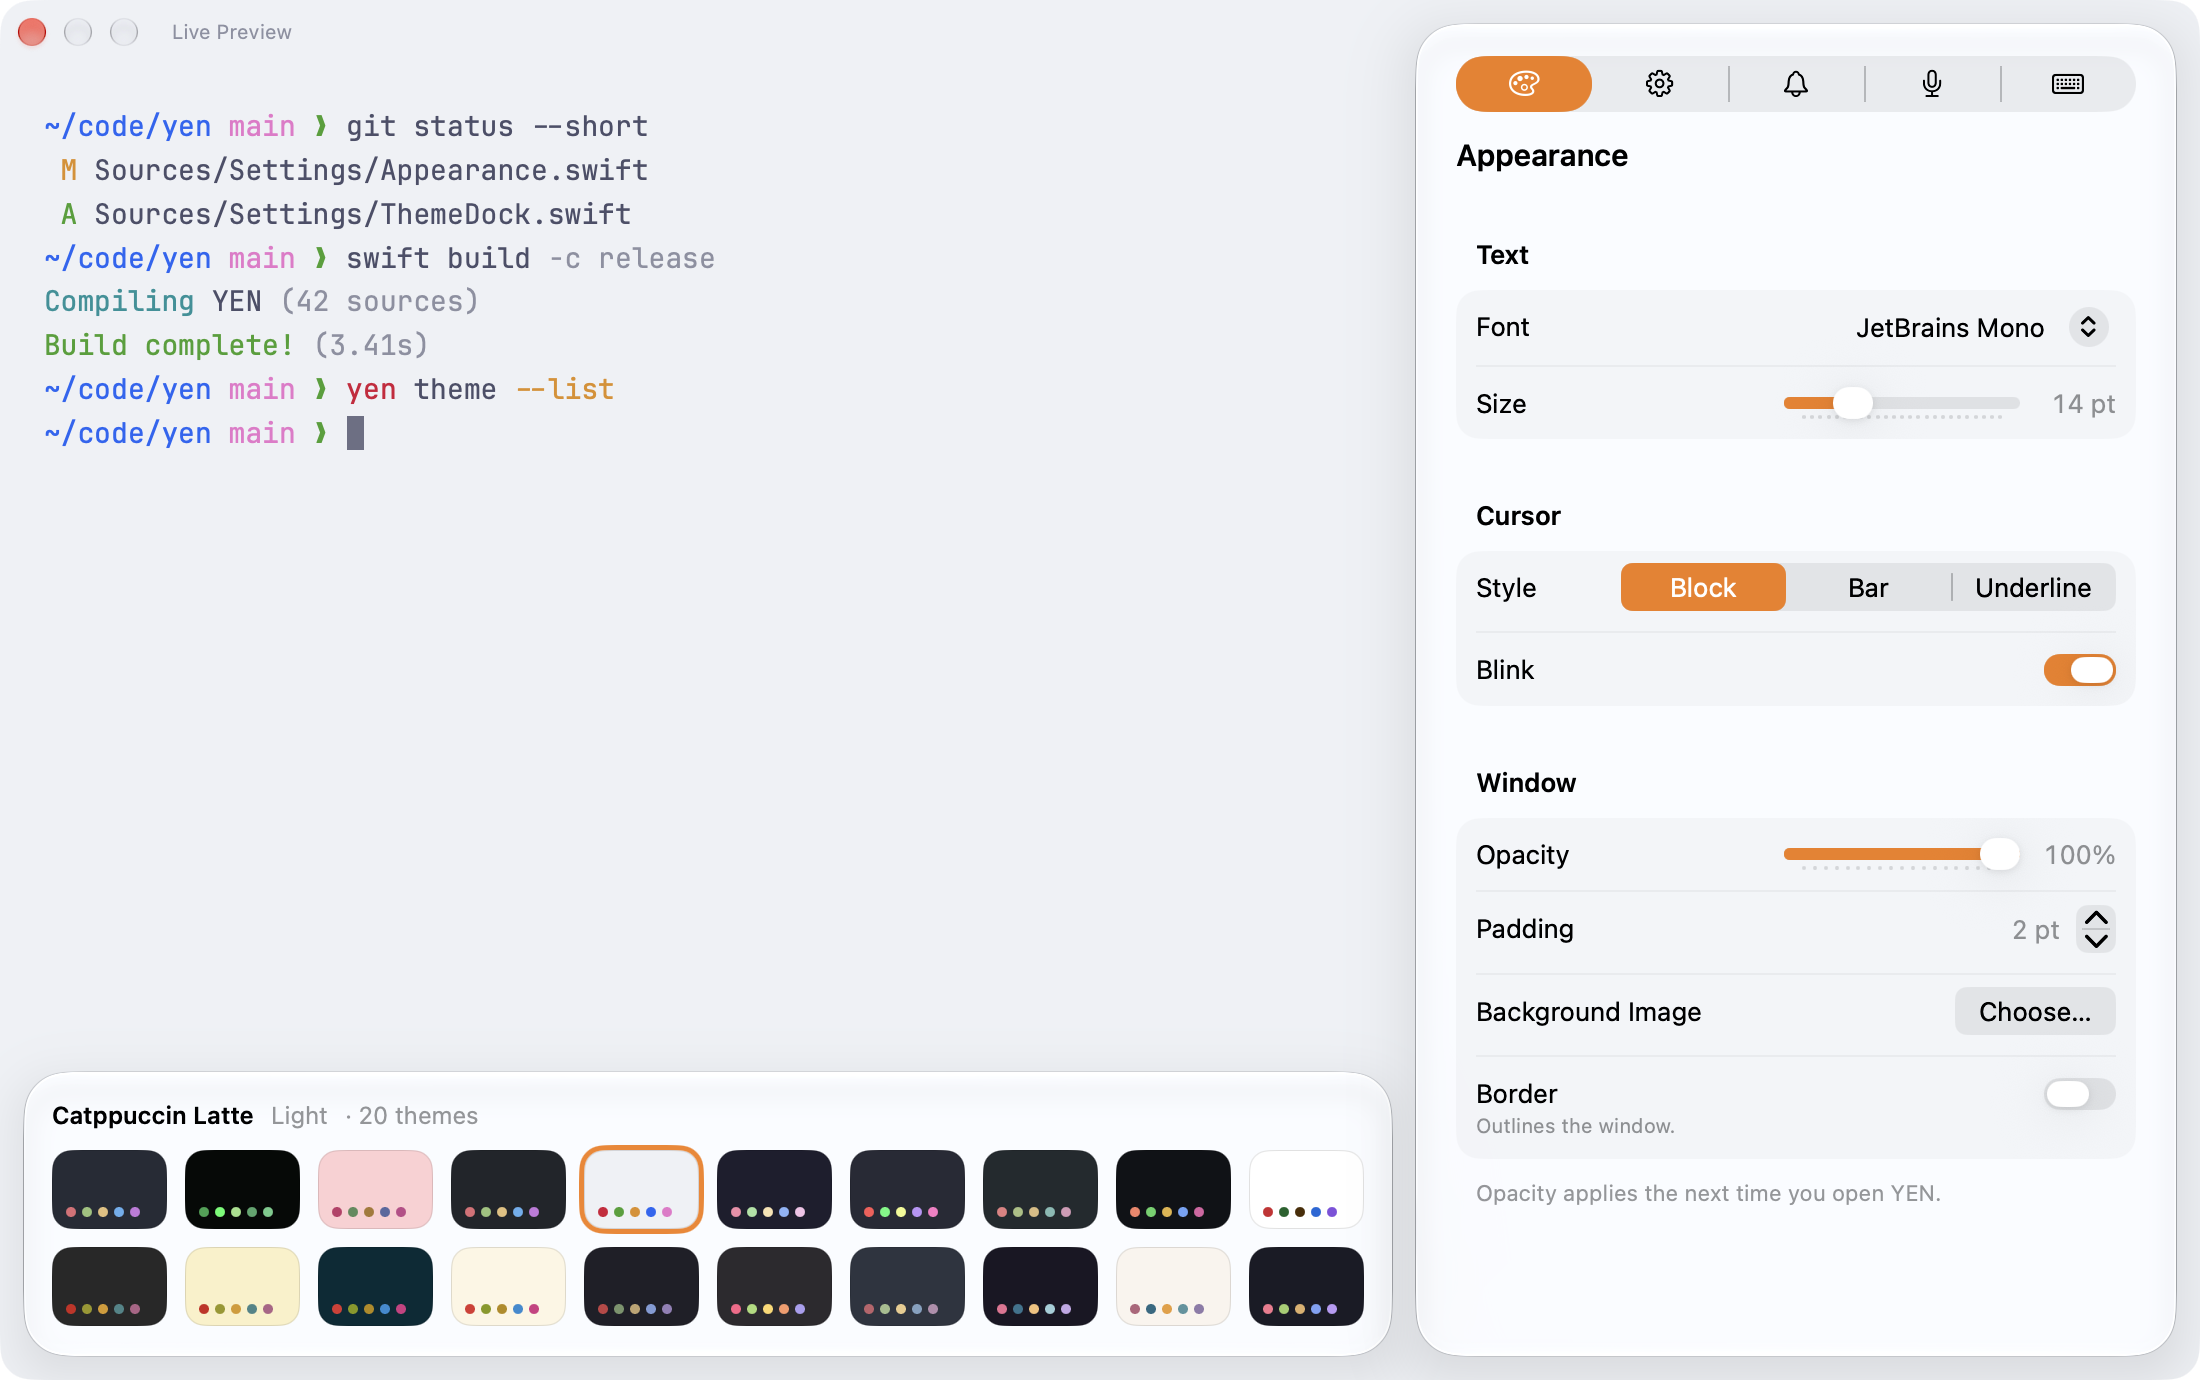 Live Preview
~/code/yen main ❱ git status --short
M Sources/Settings/Appearance.swift
A Sources/Settings/ThemeDock.swift
~/code/yen main ❱ swift build -c release
Compiling YEN (42 sources)
Build complete! (3.41s)
~/code/yen main ❱ yen theme --list
~/code/yen main ❱
Catppuccin Latte Light · 20 themes
Appearance
Text
Font JetBrains Mono
Size 14 pt
Cursor
Style Block Bar Underline
Blink
Window
Opacity 100%
Padding 2 pt
Background Image Choose...
Border
Outlines the window.
Opacity applies the next time you open YEN.